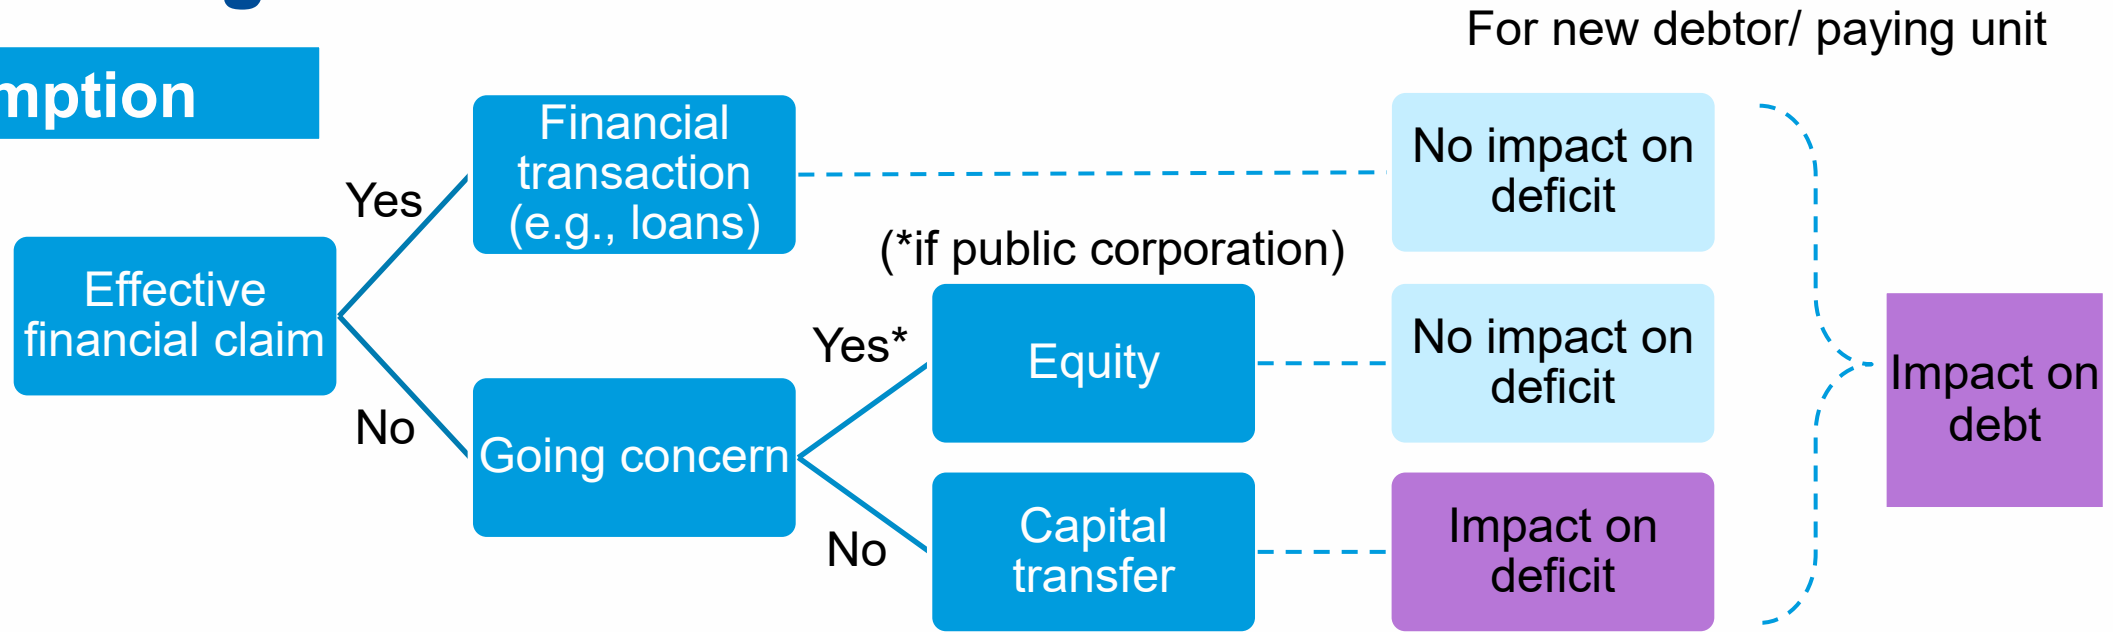 For new debtor/ paying unit
mption
Financial
transaction
(e.g., loans)
No impact on
deficit
Yes
(*if public corporation)
Effective
financial claim
Yes*
Equity
No impact on
deficit
Impact on
debt
No
Going concern
No
Capital
transfer
Impact on
deficit